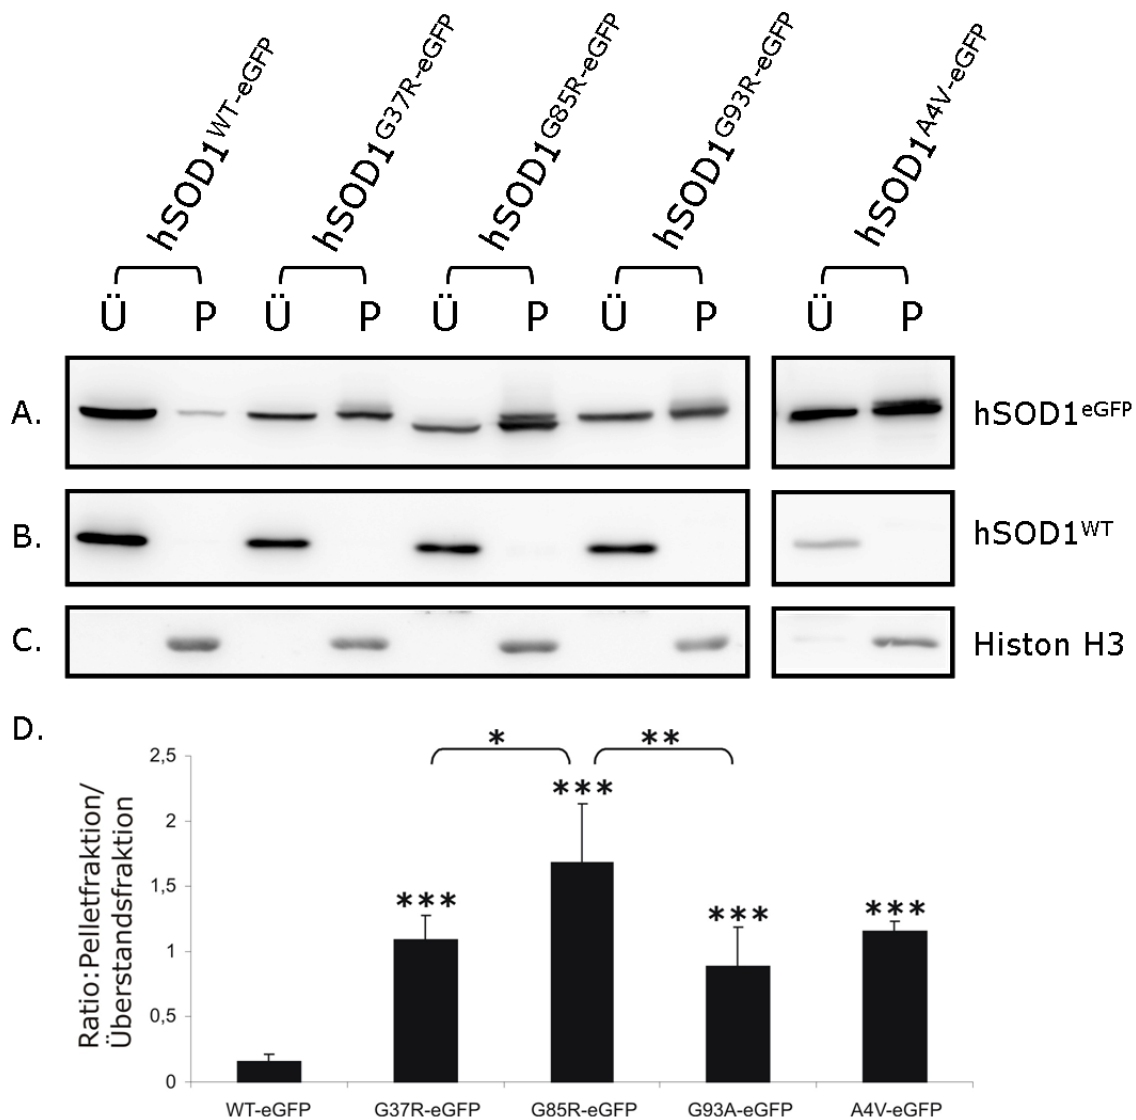 hSOD1WT-eGFP hSOD1G37R-eGFP hSOD1G85R-eGFP hSOD1G93R-eGFP hSOD1A4V-eGFP
Ü P Ü P Ü P Ü P Ü P
A. hSOD1eGFP
B. hSOD1WT
C. Histon H3
D.
* **
*** *** *** ***
Ratio:Pelletfraktion/
Überstandsfraktion
2,5
2
1,5
1
0,5
0
WT-eGFP G37R-eGFP G85R-eGFP G93A-eGFP A4V-eGFP